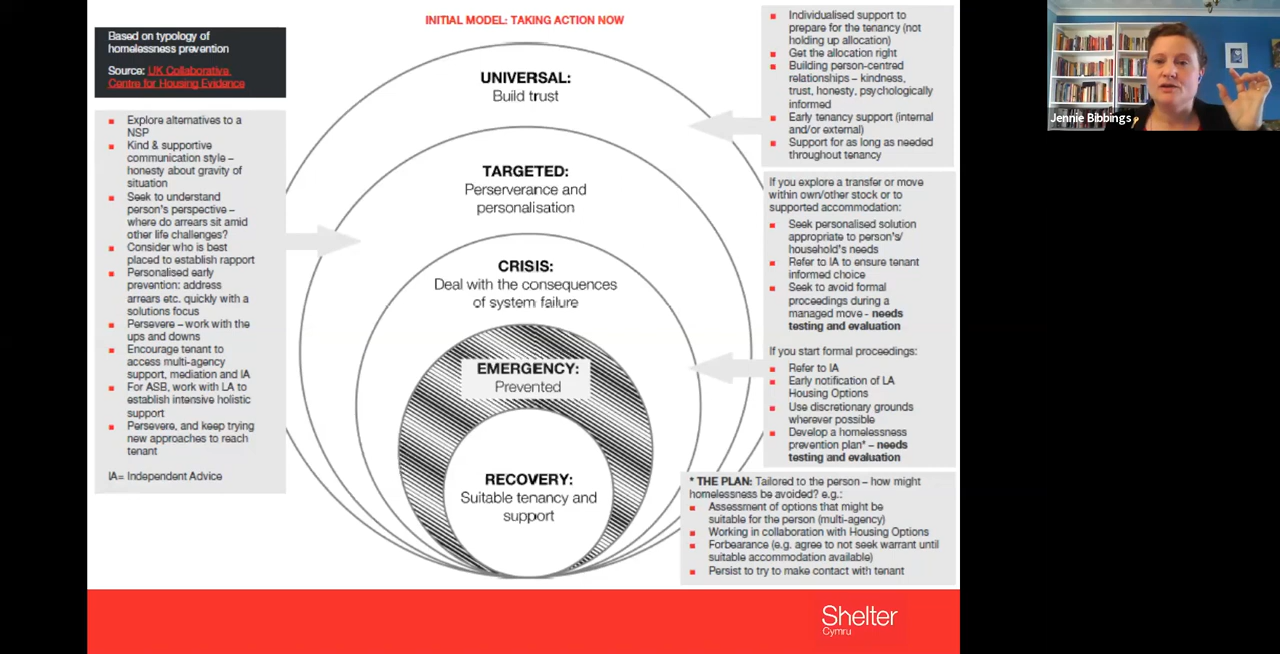 INITIAL MODEL: TAKING ACTION NOW
Based on typology of
homelessness prevention
Source: UK Collaborative
Centre for Housing Evidence
Explore alternatives to a
NSP
Kind & supportive
communication style –
honesty about gravity of
situation
Seek to understand
person's perspective –
where do arrears sit amid
other life challenges?
Consider who is best
placed to establish rapport
Personalised early
prevention: address
arrears etc. quickly with a
solutions focus
Persevere – work with the
ups and downs
Encourage tenant to
access multi-agency
support, mediation and IA
For ASB, work with LA to
establish intensive holistic
support
Persevere, and keep trying
new approaches to reach
tenant
IA= Independent Advice
UNIVERSAL:
Build trust
TARGETED:
Perserverance and
personalisation
CRISIS:
Deal with the consequences
of system failure
EMERGENCY:
Prevented
RECOVERY:
Suitable tenancy and
support
Individualised support to
prepare for the tenancy (not
holding up allocation)
Get the allocation right
Building person-centred
relationships – kindness,
trust, honesty, psychologically
informed
Early tenancy support (internal
and/or external)
Support for as long as needed
throughout tenancy
If you explore a transfer or move
within own/other stock or to
supported accommodation:
Seek personalised solution
appropriate to person's/
household's needs
Refer to IA to ensure tenant
informed choice
Seek to avoid formal
proceedings during a
managed move - needs
testing and evaluation
If you start formal proceedings:
Refer to IA
Early notification of LA
Housing Options
Use discretionary grounds
wherever possible
Develop a homelessness
prevention plan* – needs
testing and evaluation
* THE PLAN: Tailored to the person – how might
homelessness be avoided? e.g.:
Assessment of options that might be
suitable for the person (multi-agency)
Working in collaboration with Housing Options
Forbearance (e.g. agree to not seek warrant until
suitable accommodation available)
Persist to try to make contact with tenant
Shelter
Cymru
Jennie Bibbings